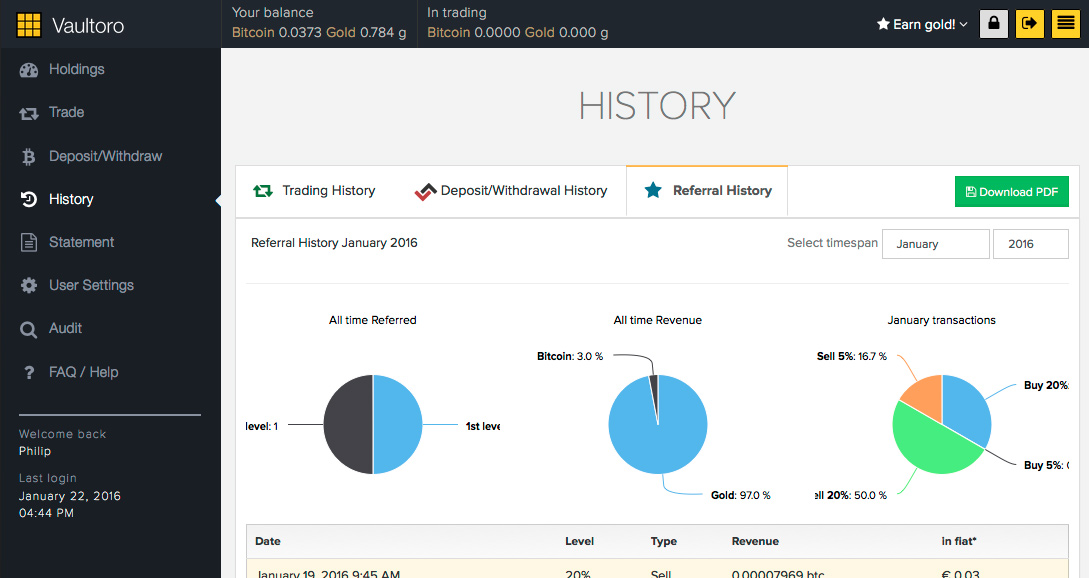 Vaultoro
Your balance
Bitcoin 0.0373 Gold 0.784 g
In trading
Bitcoin 0.0000 Gold 0.000 g
Earn gold!
Holdings
Trade
Deposit/Withdraw
History
Statement
User Settings
Audit
FAQ / Help
Welcome back
Philip
Last login
January 22, 2016
04:44 PM
HISTORY
Trading History
Deposit/Withdrawal History
Referral History
Download PDF
Referral History January 2016
Select timespan
January
2016
All time Referred
level: 1
1st leve
All time Revenue
Bitcoin: 3.0 %
Gold: 97.0 %
January transactions
Sell 5%: 16.7 %
Buy 20%:
Buy 5%:
ell 20%: 50.0 %
Date Level Type Revenue in fiat*
January 19, 2016 9:45 AM 20% Sell 0.00007969 btc € 0.03